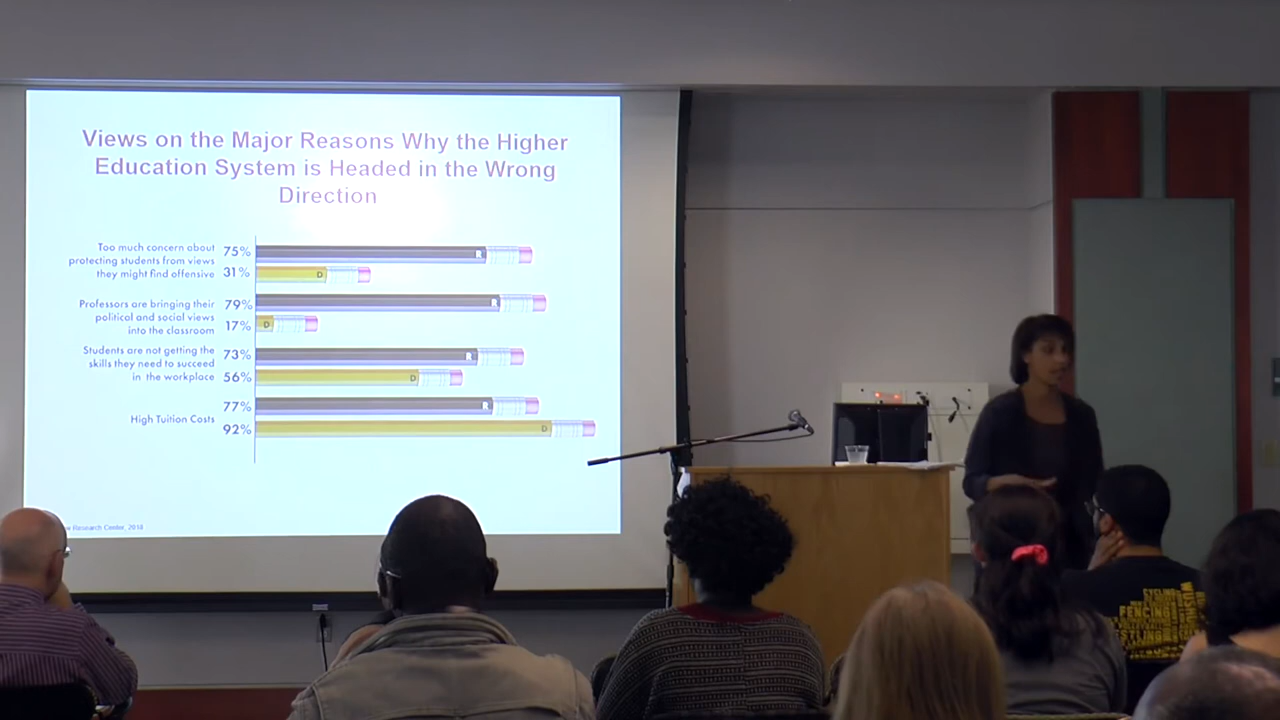 Views on the Major Reasons Why the Higher
Education System is Headed in the Wrong
Direction
Too much concern about
protecting students from views
they might find offensive
75%
R
31%
D
Professors are bringing their
political and social views
into the classroom
79%
R
17%
D
Students are not getting the
skills they need to succeed
in the workplace
73%
R
56%
D
High Tuition Costs
77%
R
92%
D
Research Center, 2018
FENCING